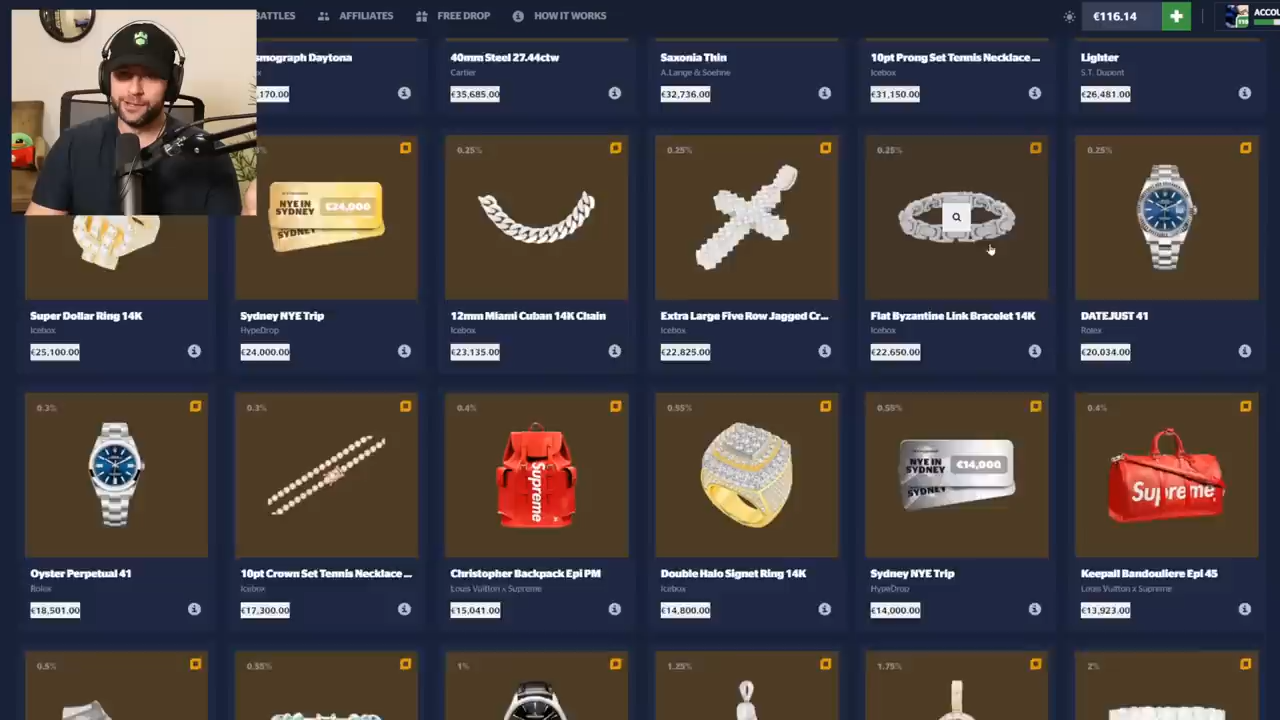 BATTLES AFFILIATES FREE DROP HOW IT WORKS €116.14
smograph Daytona 40mm Steel 27.44ctw Saxonia Thin 10pt Prong Set Tennis Necklace ... Lighter
Cartier A.Lange & Soehne Icebox S.T. Dupont
,170.00 €35,685.00 €32,736.00 €31,150.00 €26,481.00
0.25% 0.25% 0.25% 0.25%
NYE IN SYDNEY €24,000
SYDNEY
Super Dollar Ring 14K Sydney NYE Trip 12mm Miami Cuban 14K Chain Extra Large Five Row Jagged Cr... Flat Byzantine Link Bracelet 14K DATEJUST 41
Icebox HypeDrop Icebox Icebox Icebox Rolex
€25,100.00 €24,000.00 €23,135.00 €22,825.00 €22,650.00 €20,034.00
0.3% 0.3% 0.4% 0.55% 0.55% 0.4%
Supreme
NYE IN SYDNEY €14,000
SYDNEY
Supreme
Oyster Perpetual 41 10pt Crown Set Tennis Necklace ... Christopher Backpack Epi PM Double Halo Signet Ring 14K Sydney NYE Trip Keepall Bandouliere Epi 45
Rolex Icebox Louis Vuitton x Supreme Icebox HypeDrop Louis Vuitton x Supreme
€18,501.00 €17,300.00 €15,041.00 €14,800.00 €14,000.00 €13,923.00
0.5% 0.55% 1% 1.25% 1.75% 2%